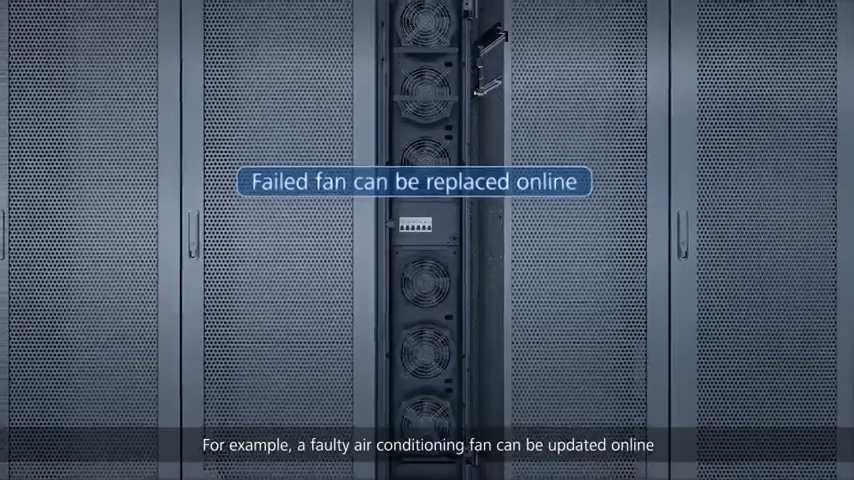 Failed fan can be replaced online
For example, a faulty air conditioning fan can be updated online